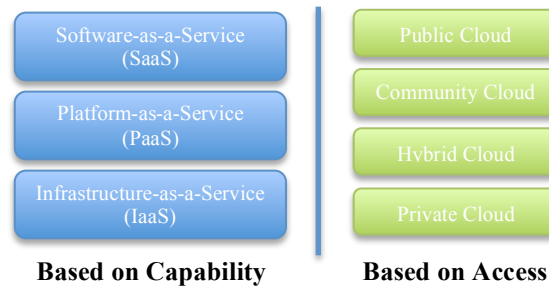 Software-as-a-Service
(SaaS)
Platform-as-a-Service
(PaaS)
Infrastructure-as-a-Service
(IaaS)
Based on Capability
Public Cloud
Community Cloud
Hybrid Cloud
Private Cloud
Based on Access